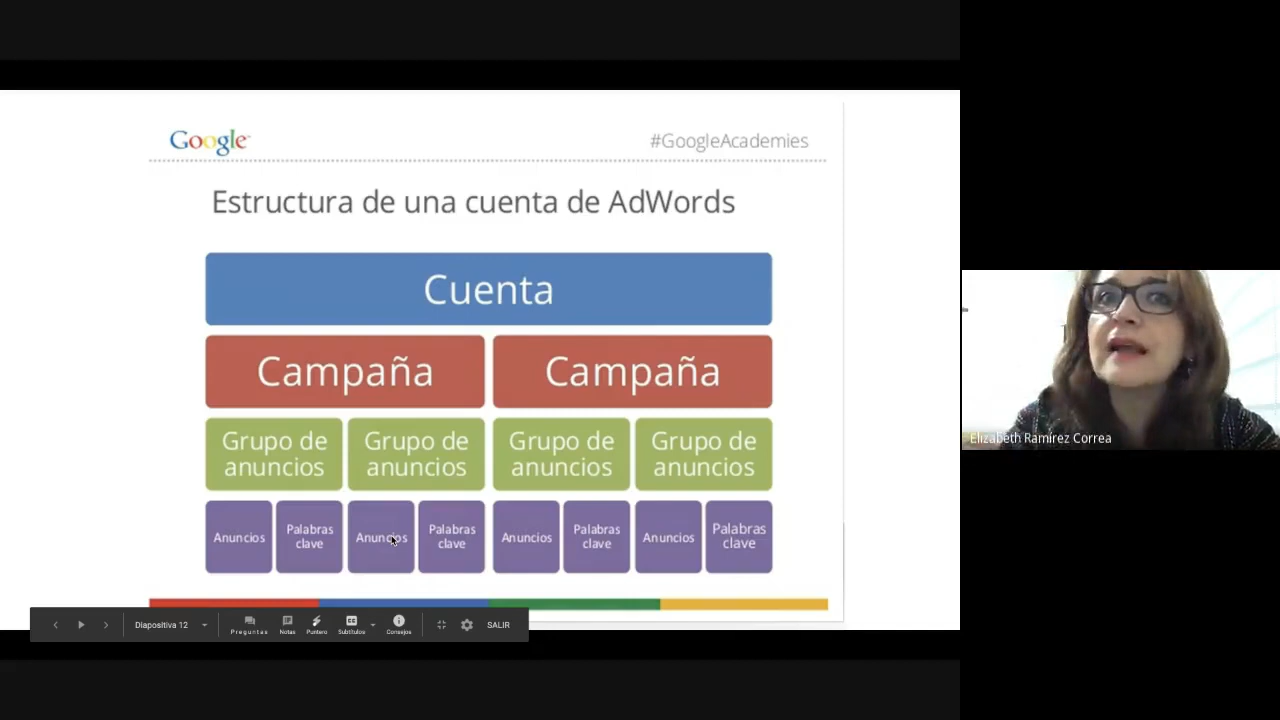 Google
#GoogleAcademies
Estructura de una cuenta de AdWords
Cuenta
Campaña
Campaña
Grupo de
anuncios
Grupo de
anuncios
Grupo de
anuncios
Grupo de
anuncios
Anuncios
Palabras
clave
Anuncios
Palabras
clave
Anuncios
Palabras
clave
Anuncios
Palabras
clave
Diapositiva 12
Preguntas
Notas
Puntero
Subtítulos
Consejos
SALIR
Elizabeth Ramírez Correa